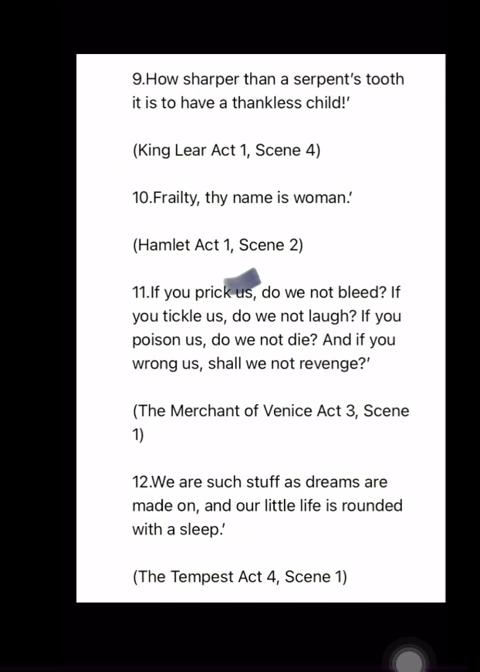 9.How sharper than a serpent’s tooth
it is to have a thankless child!’
(King Lear Act 1, Scene 4)
10.Frailty, thy name is woman.’
(Hamlet Act 1, Scene 2)
11.If you prick us, do we not bleed? If
you tickle us, do we not laugh? If you
poison us, do we not die? And if you
wrong us, shall we not revenge?’
(The Merchant of Venice Act 3, Scene
1)
12.We are such stuff as dreams are
made on, and our little life is rounded
with a sleep.’
(The Tempest Act 4, Scene 1)